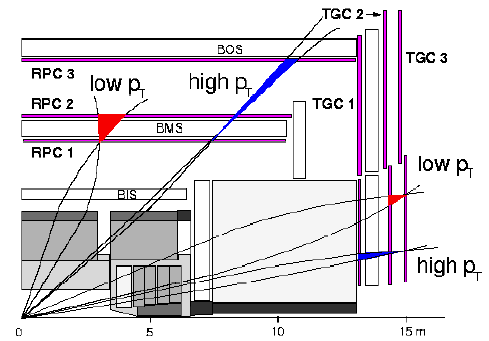 TGC 2
BOS
RPC 3
low pT
high pT
TGC 3
RPC 2
TGC 1
BMS
RPC 1
low pT
BIS
high pT
0 5 10 15 m